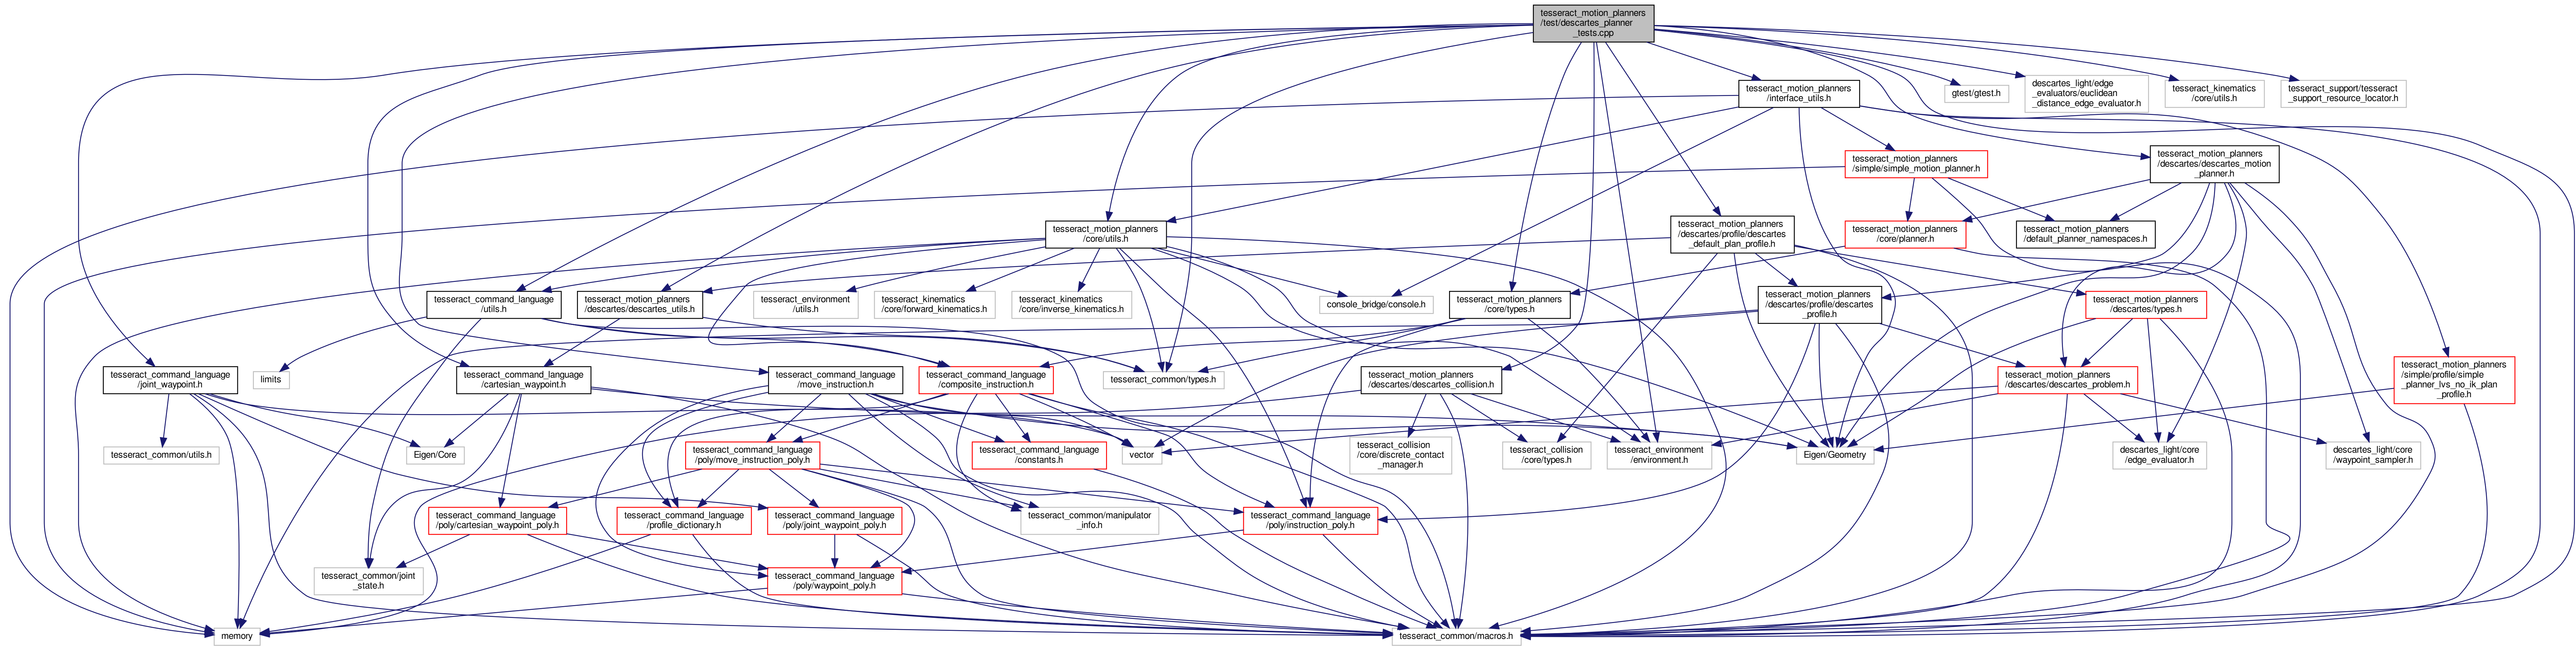 tesseract_motion_planners
/test/descartes_planner
_tests.cpp
tesseract_motion_planners
/interface_utils.h
gtest/gtest.h
descartes_light/edge
_evaluators/euclidean
_distance_edge_evaluator.h
tesseract_kinematics
/core/utils.h
tesseract_support/tesseract
_support_resource_locator.h
tesseract_motion_planners
/simple/simple_motion_planner.h
tesseract_motion_planners
/descartes/descartes_motion
_planner.h
tesseract_motion_planners
/core/utils.h
tesseract_motion_planners
/descartes/profile/descartes
_default_plan_profile.h
tesseract_motion_planners
/core/planner.h
tesseract_motion_planners
/default_planner_namespaces.h
tesseract_command_language
/utils.h
tesseract_motion_planners
/descartes/descartes_utils.h
tesseract_environment
/utils.h
tesseract_kinematics
/core/forward_kinematics.h
tesseract_kinematics
/core/inverse_kinematics.h
console_bridge/console.h
tesseract_motion_planners
/core/types.h
tesseract_motion_planners
/descartes/profile/descartes
_profile.h
tesseract_motion_planners
/descartes/types.h
tesseract_command_language
/joint_waypoint.h
limits
tesseract_command_language
/cartesian_waypoint.h
tesseract_command_language
/move_instruction.h
tesseract_command_language
/composite_instruction.h
tesseract_common/types.h
tesseract_motion_planners
/descartes/descartes_collision.h
tesseract_motion_planners
/descartes/descartes_problem.h
tesseract_motion_planners
/simple/profile/simple
_planner_lvs_no_ik_plan
_profile.h
tesseract_common/utils.h
Eigen/Core
tesseract_command_language
/poly/move_instruction_poly.h
tesseract_command_language
/constants.h
vector
tesseract_collision
/core/discrete_contact
_manager.h
tesseract_collision
/core/types.h
tesseract_environment
/environment.h
Eigen/Geometry
descartes_light/core
/edge_evaluator.h
descartes_light/core
/waypoint_sampler.h
tesseract_command_language
/poly/cartesian_waypoint_poly.h
tesseract_command_language
/profile_dictionary.h
tesseract_command_language
/poly/joint_waypoint_poly.h
tesseract_common/manipulator
_info.h
tesseract_command_language
/poly/instruction_poly.h
tesseract_common/joint
_state.h
tesseract_command_language
/poly/waypoint_poly.h
memory
tesseract_common/macros.h